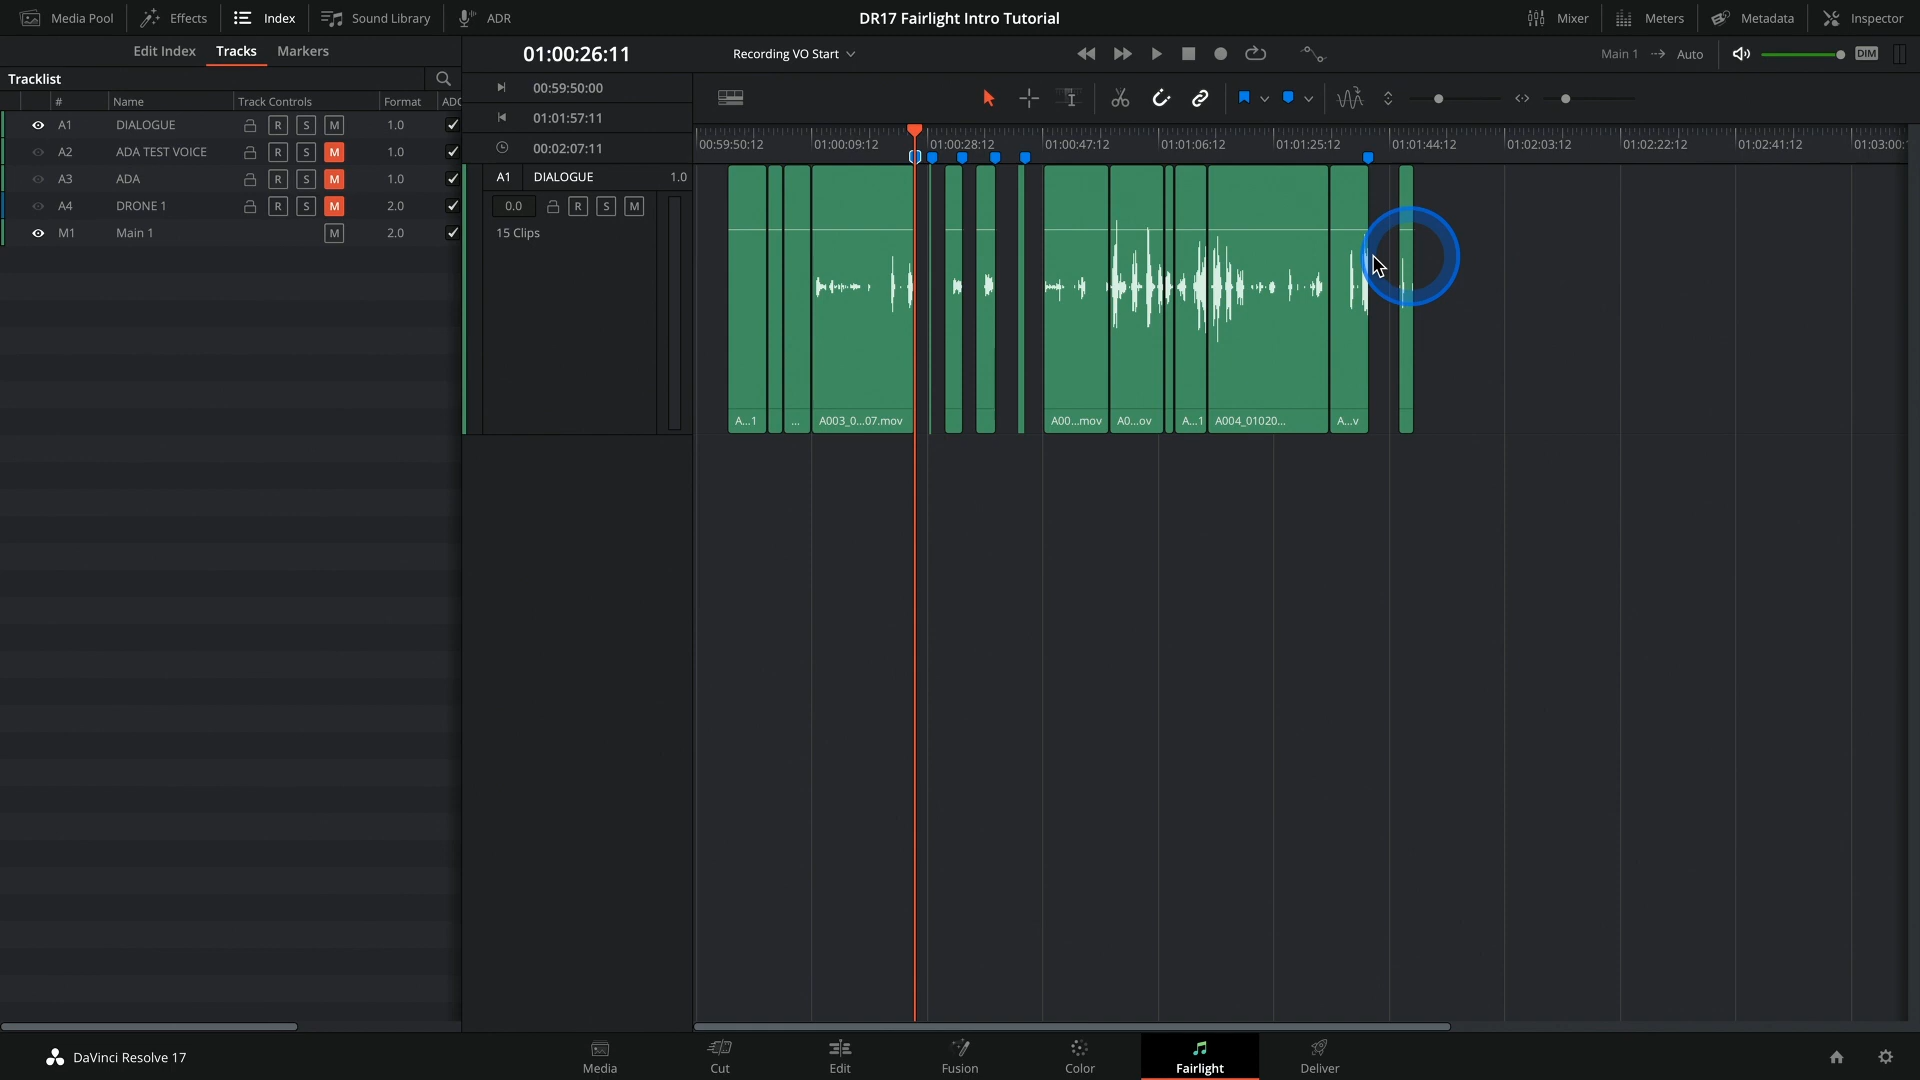 Media Pool Effects Index Sound Library ADR DR17 Fairlight Intro Tutorial Mixer Meters Metadata Inspector
Edit Index Tracks Markers 01:00:26:11 Recording VO Start Main 1 Auto DIM
Tracklist 00:59:50:00
# Name Track Controls Format ADC
01:01:57:11
A1 DIALOGUE R S M 1.0
A2 ADA TEST VOICE R S M 1.0
A3 ADA R S M 1.0
A4 DRONE 1 R S M 2.0
M1 Main 1 M 2.0
00:02:07:11
00:59:50:12 01:00:09:12 01:00:28:12 01:00:47:12 01:01:06:12 01:01:25:12 01:01:44:12 01:02:03:12 01:02:22:12 01:02:41:12 01:03:00:
A1 DIALOGUE 1.0
0.0 R S M
15 Clips
A...1 ... A003_0...07.mov A00...mov A0...ov A...1 A004_01020... A...v
DaVinci Resolve 17
Media Cut Edit Fusion Color Fairlight Deliver